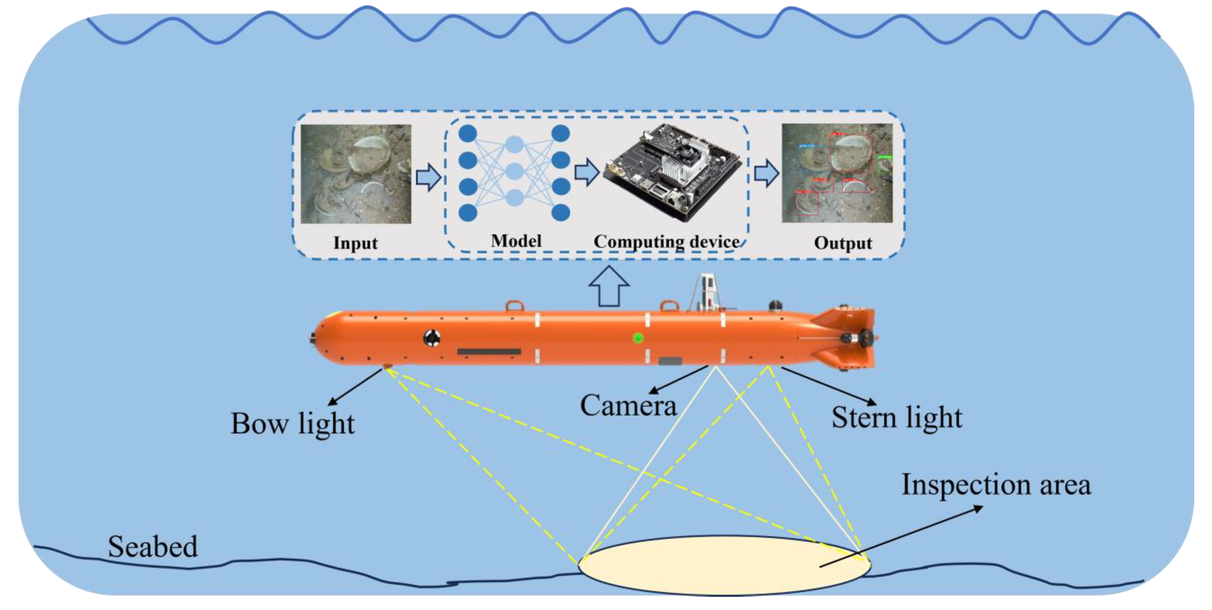 Input
Model
Computing device
Output
Bow light
Camera
Stern light
Inspection area
Seabed